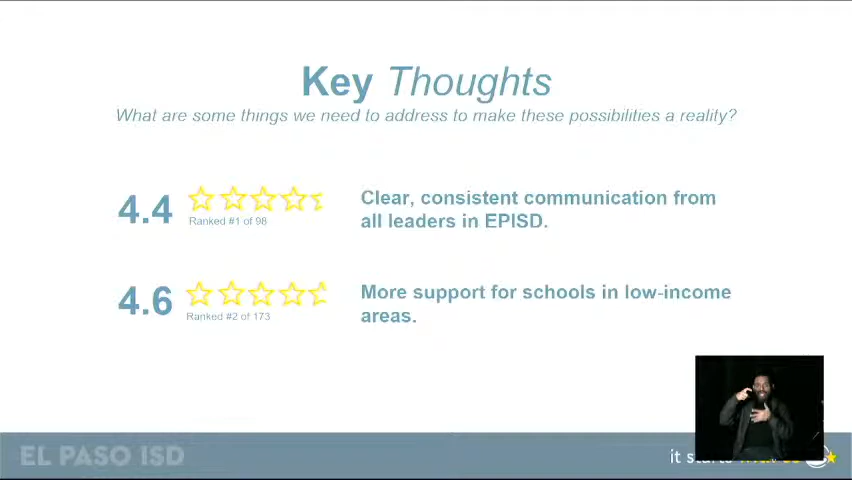 Key Thoughts
What are some things we need to address to make these possibilities a reality?
4.4
Ranked #1 of 98
Clear, consistent communication from
all leaders in EPISD.
4.6
Ranked #2 of 173
More support for schools in low-income
areas.
EL PASO ISD
it starts